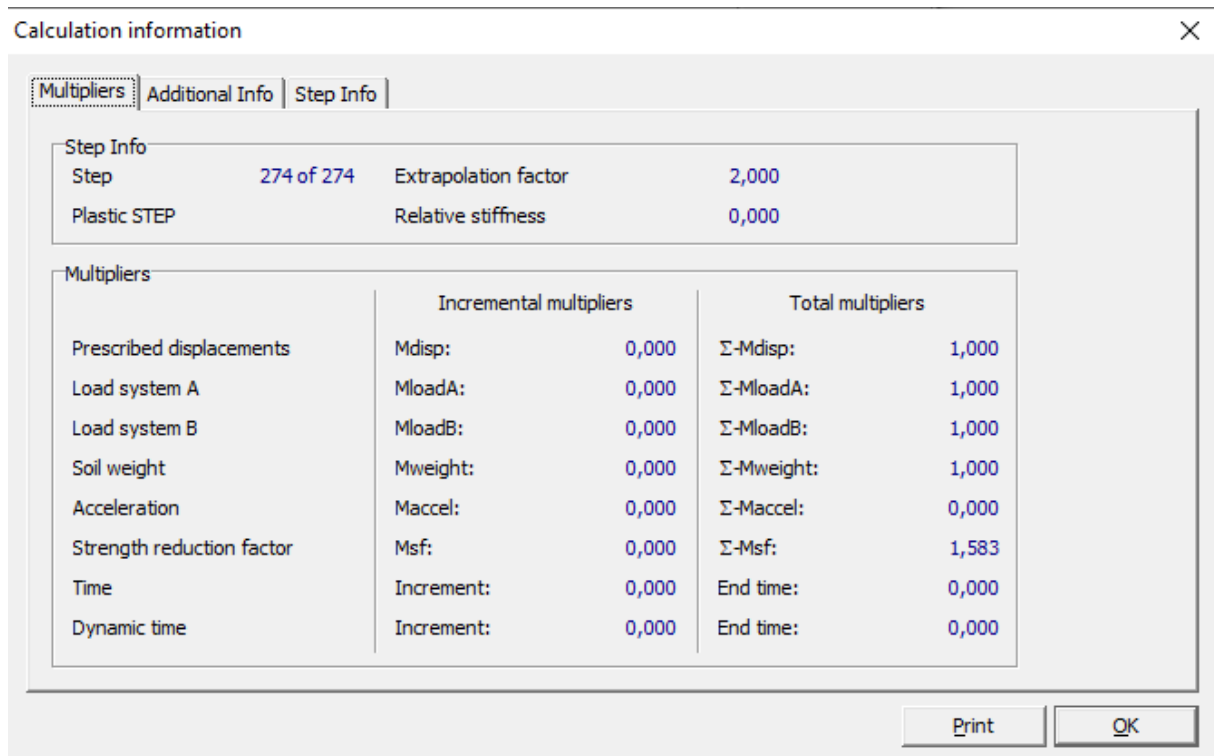 Calculation information
Multipliers Additional Info Step Info
Step Info
Step 274 of 274 Extrapolation factor 2,000
Plastic STEP Relative stiffness 0,000
Multipliers
Incremental multipliers Total multipliers
Prescribed displacements Mdisp: 0,000 Σ-Mdisp: 1,000
Load system A MloadA: 0,000 Σ-MloadA: 1,000
Load system B MloadB: 0,000 Σ-MloadB: 1,000
Soil weight Mweight: 0,000 Σ-Mweight: 1,000
Acceleration Maccel: 0,000 Σ-Maccel: 0,000
Strength reduction factor Msf: 0,000 Σ-Msf: 1,583
Time Increment: 0,000 End time: 0,000
Dynamic time Increment: 0,000 End time: 0,000
Print OK